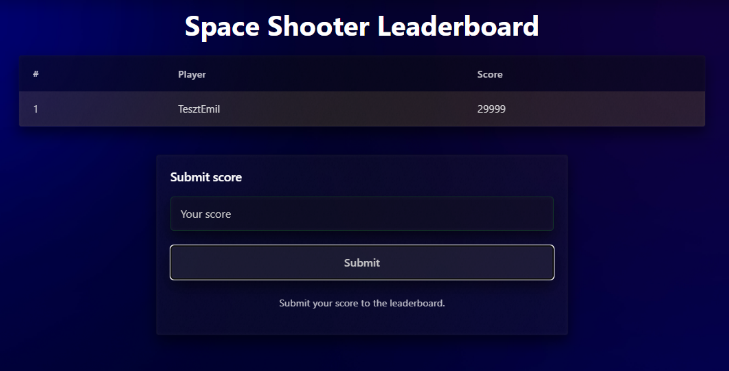 Space Shooter Leaderboard
# Player Score
1 TesztEmil 29999
Submit score
Your score
Submit
Submit your score to the leaderboard.